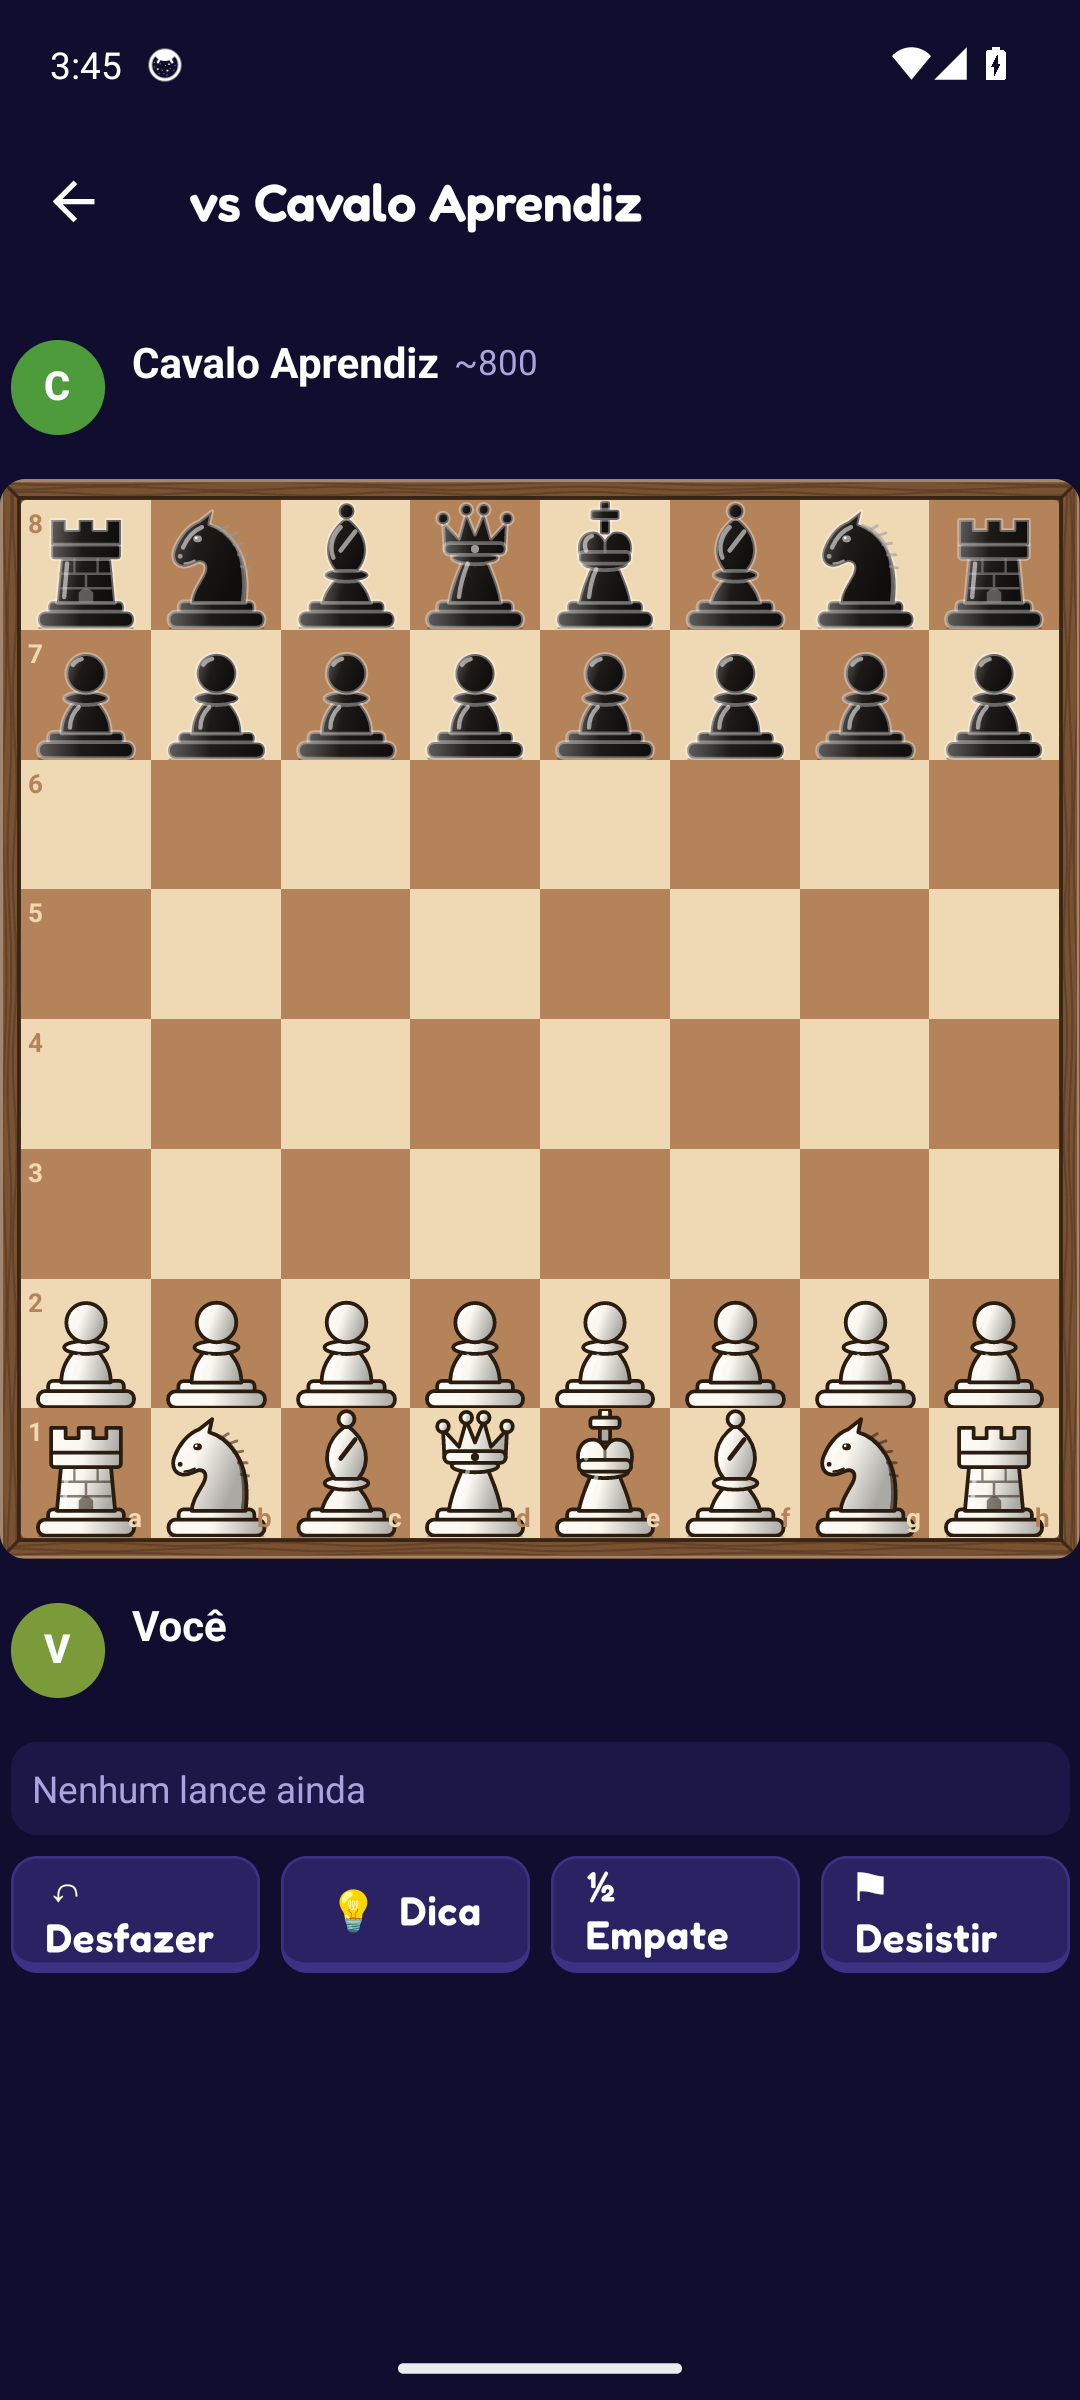 3:45
vs Cavalo Aprendiz
C
Cavalo Aprendiz ~800
8
7
6
5
4
3
2
1
a b c d e f g h
V
Você
Nenhum lance ainda
Desfazer
Dica
½
Empate
Desistir